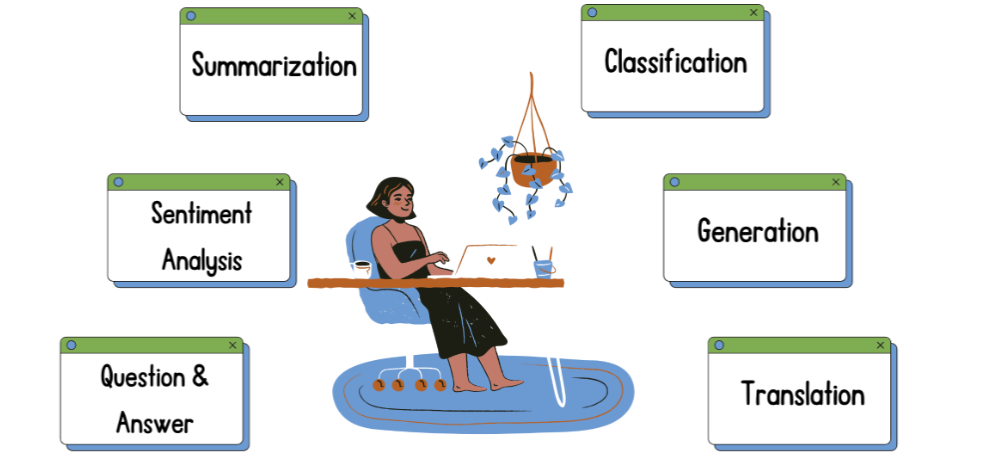 Summarization
Classification
Sentiment
Analysis
Generation
Question &
Answer
Translation